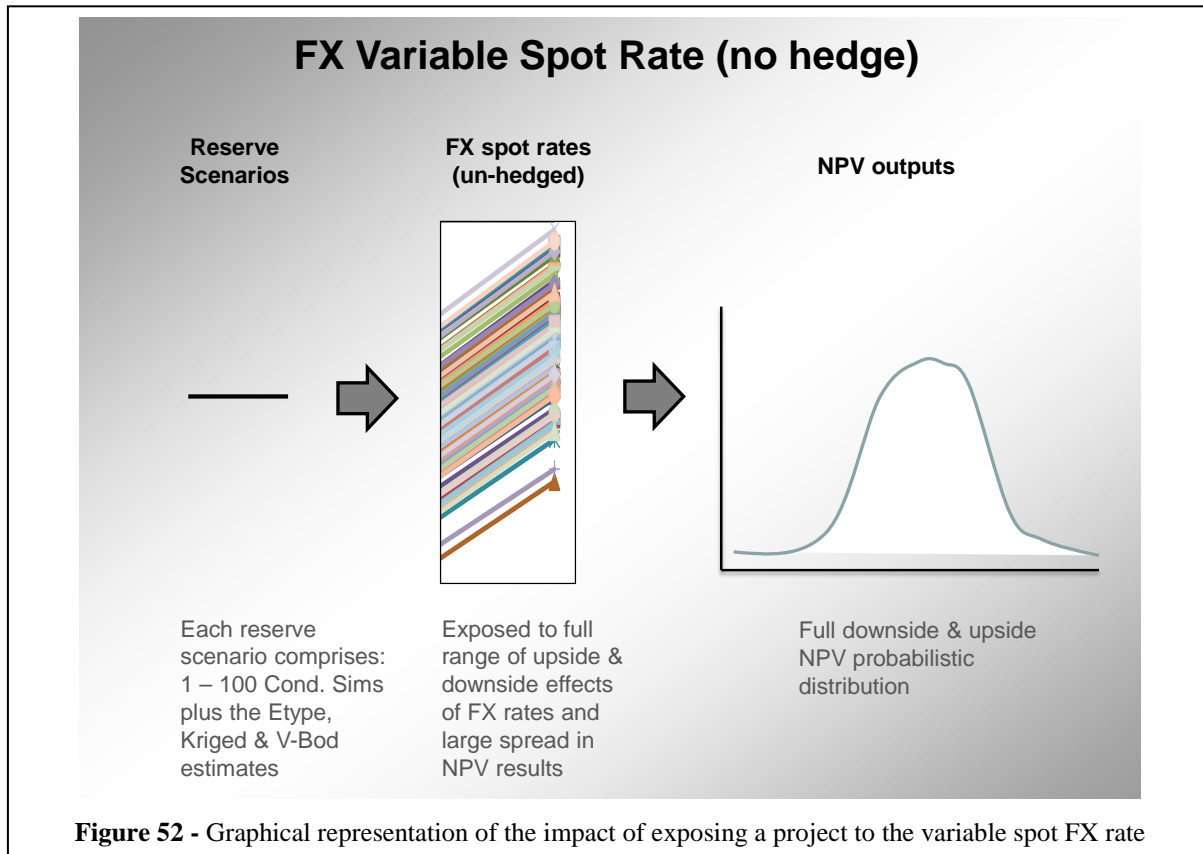 FX Variable Spot Rate (no hedge)
Reserve
Scenarios
FX spot rates
(un-hedged)
NPV outputs
Each reserve
scenario comprises:
1 – 100 Cond. Sims
plus the Etype,
Kriged & V-Bod
estimates
Exposed to full
range of upside &
downside effects
of FX rates and
large spread in
NPV results
Full downside & upside
NPV probabilistic
distribution
Figure 52 - Graphical representation of the impact of exposing a project to the variable spot FX rate